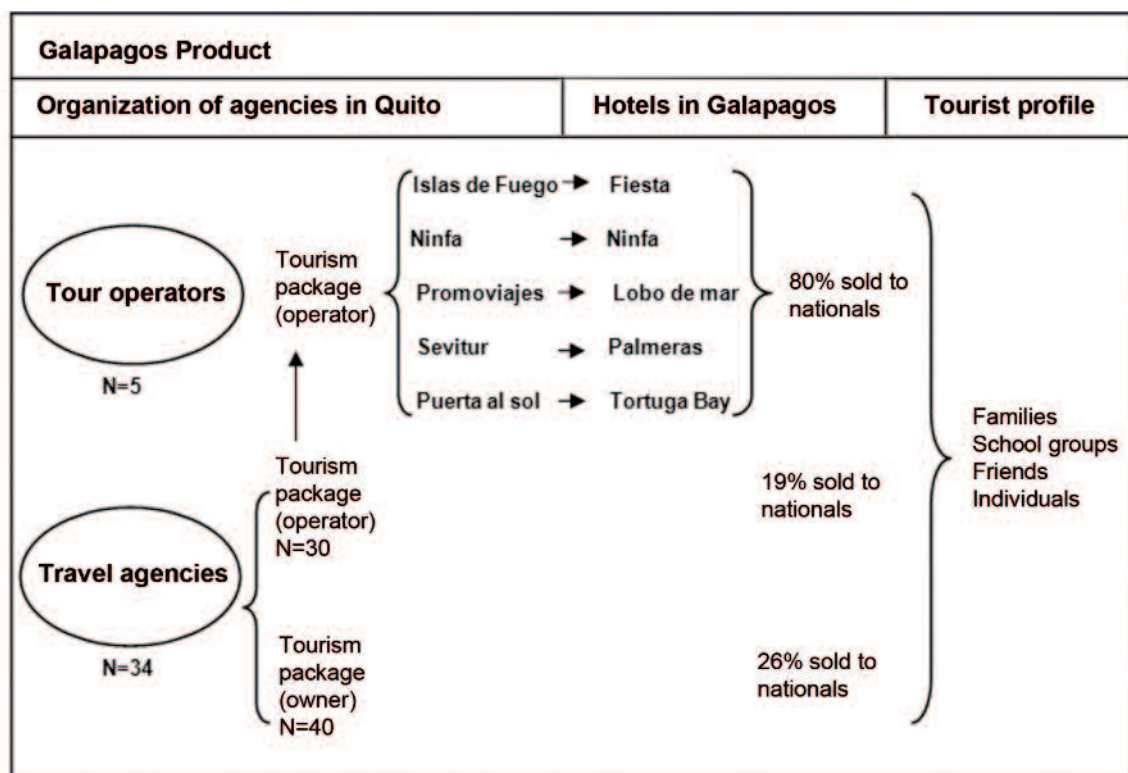 Galapagos Product
Organization of agencies in Quito
Hotels in Galapagos
Tourist profile
Tour operators
N=5
Tourism
package
(operator)
Islas de Fuego
Fiesta
Ninfa
Ninfa
Promoviajes
Lobo de mar
Sevitur
Palmeras
Puerta al sol
Tortuga Bay
80% sold to
nationals
Travel agencies
N=34
Tourism
package
(operator)
N=30
19% sold to
nationals
Tourism
package
(owner)
N=40
26% sold to
nationals
Families
School groups
Friends
Individuals